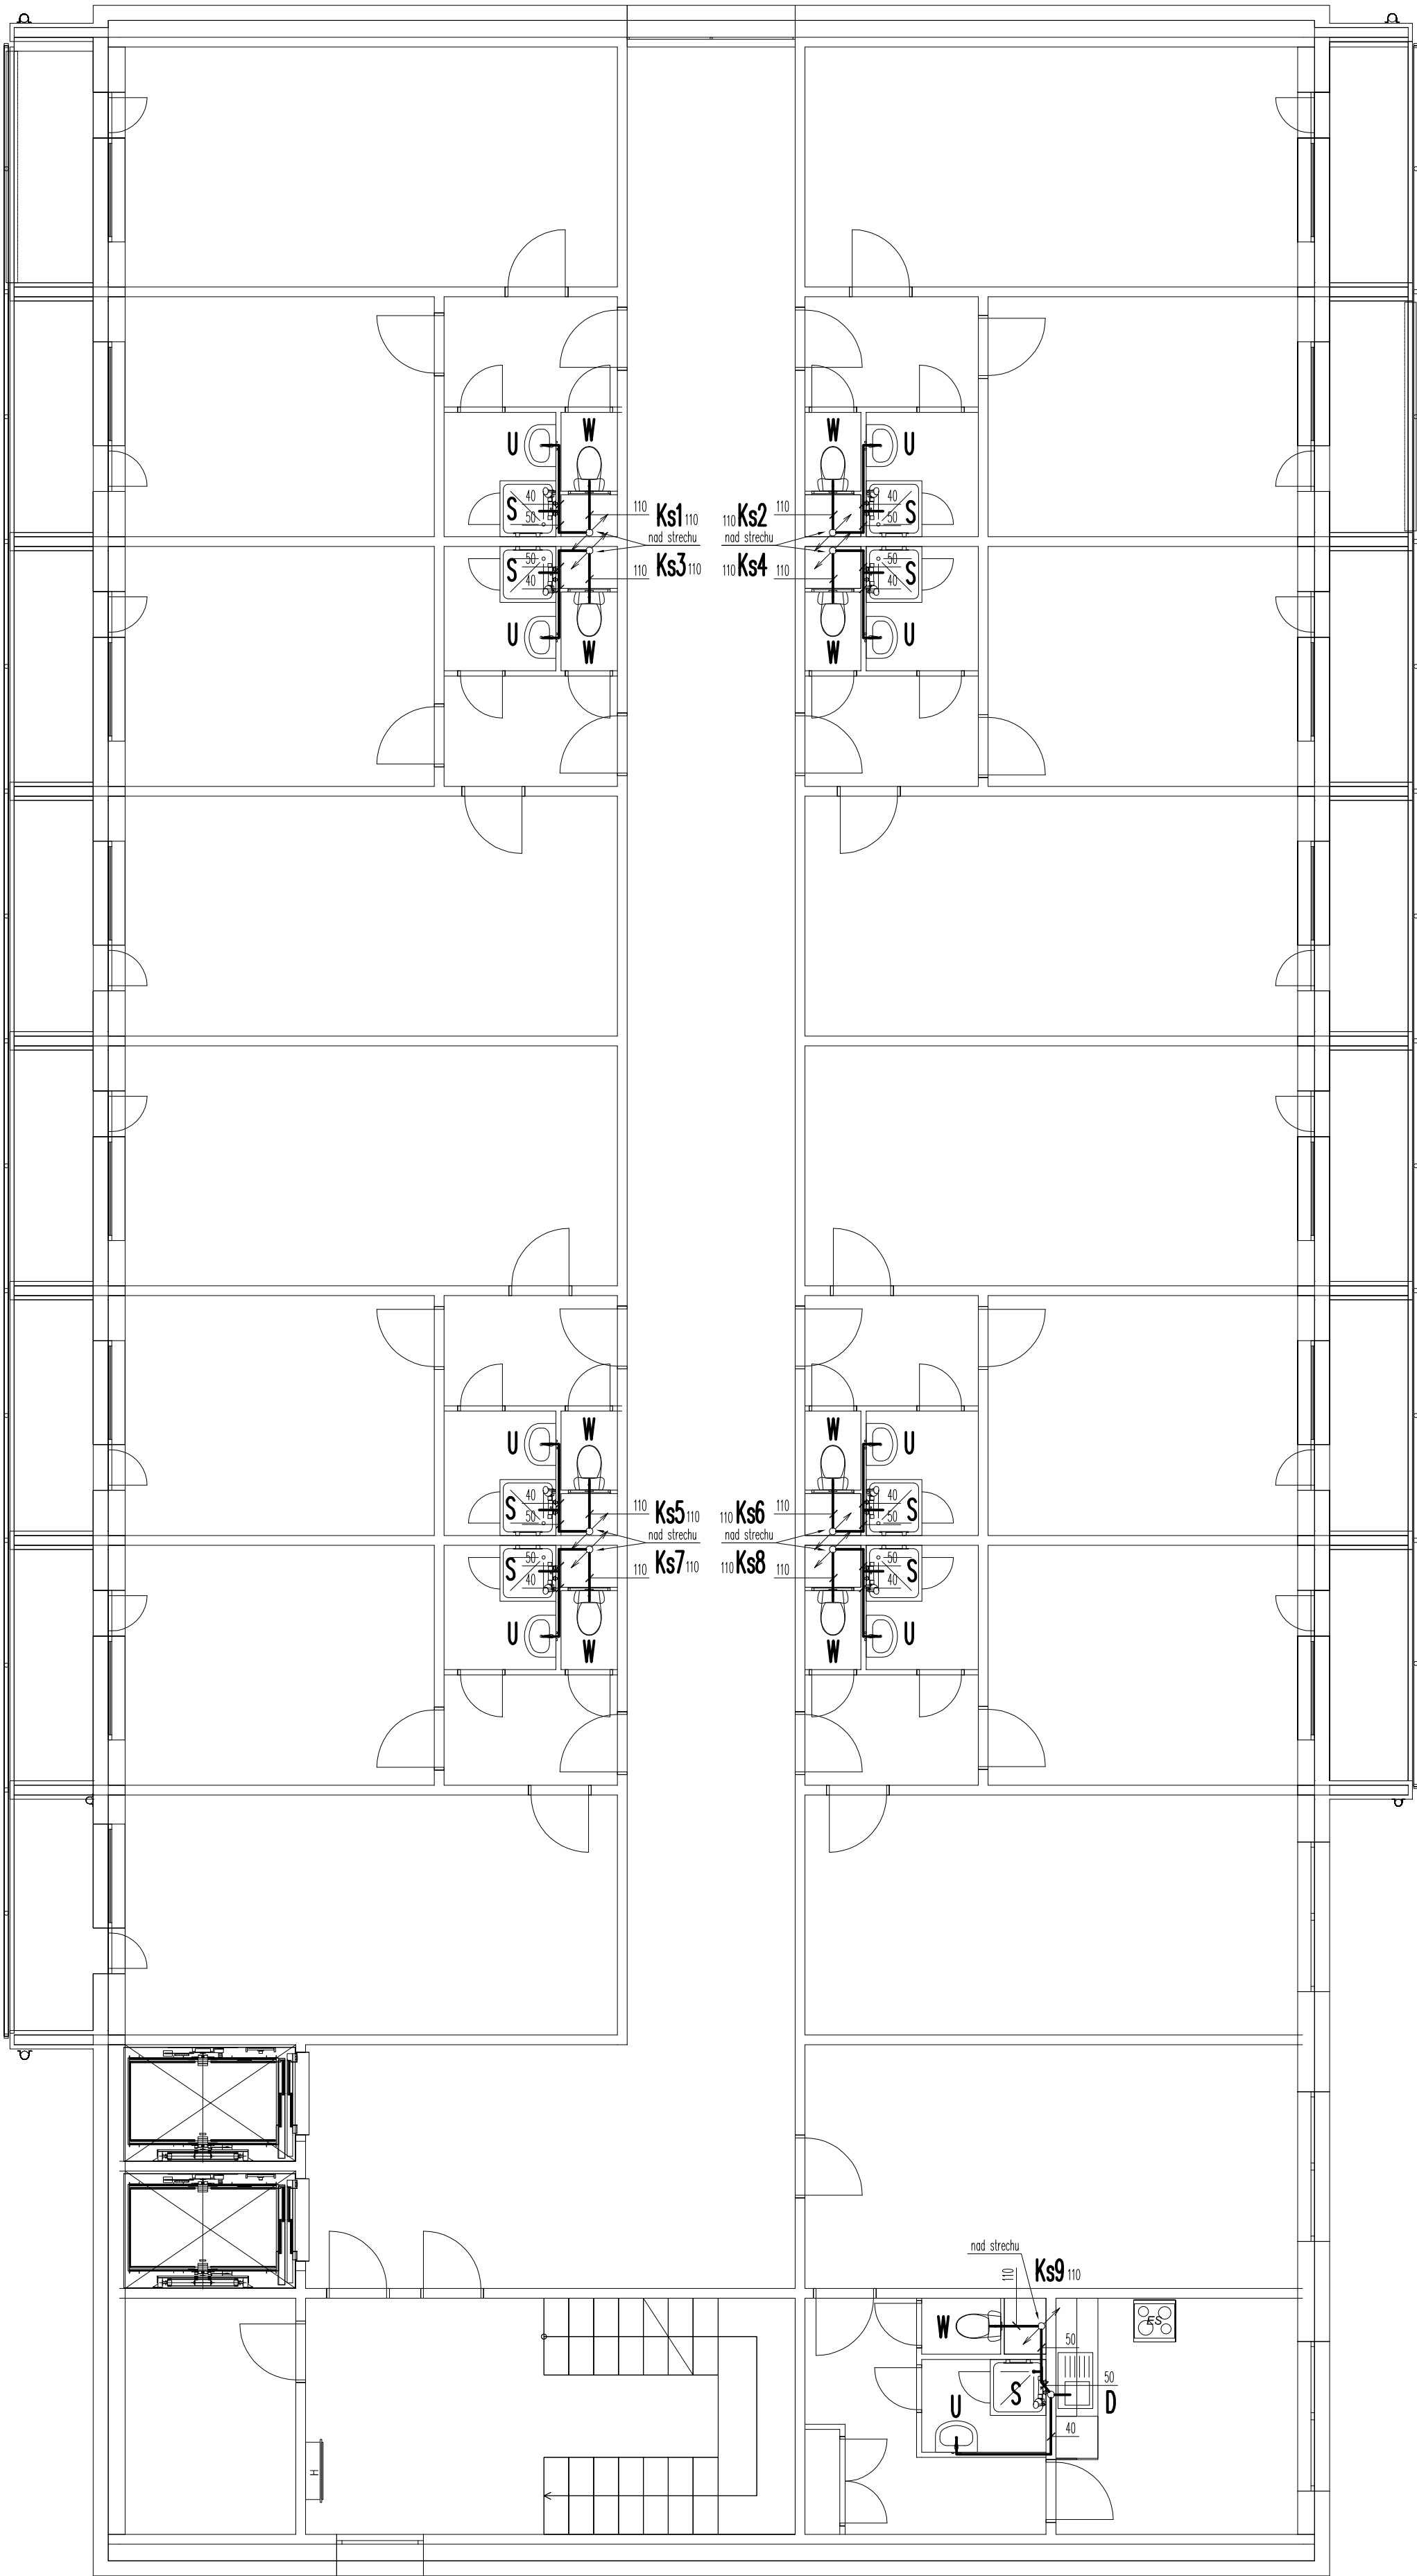 U W W U
S 40 50 110 Ks1 110 110 Ks2 110 40 50 S
nad strechu nad strechu
S 50 40 110 Ks3 110 110 Ks4 110 50 40 S
U W W U
U W W U
S 40 50 110 Ks5 110 110 Ks6 110 40 50 S
nad strechu nad strechu
S 50 40 110 Ks7 110 110 Ks8 110 50 40 S
U W W U
nad strechu
110 Ks9 110
ES
W
50
50
S D
U
40
H